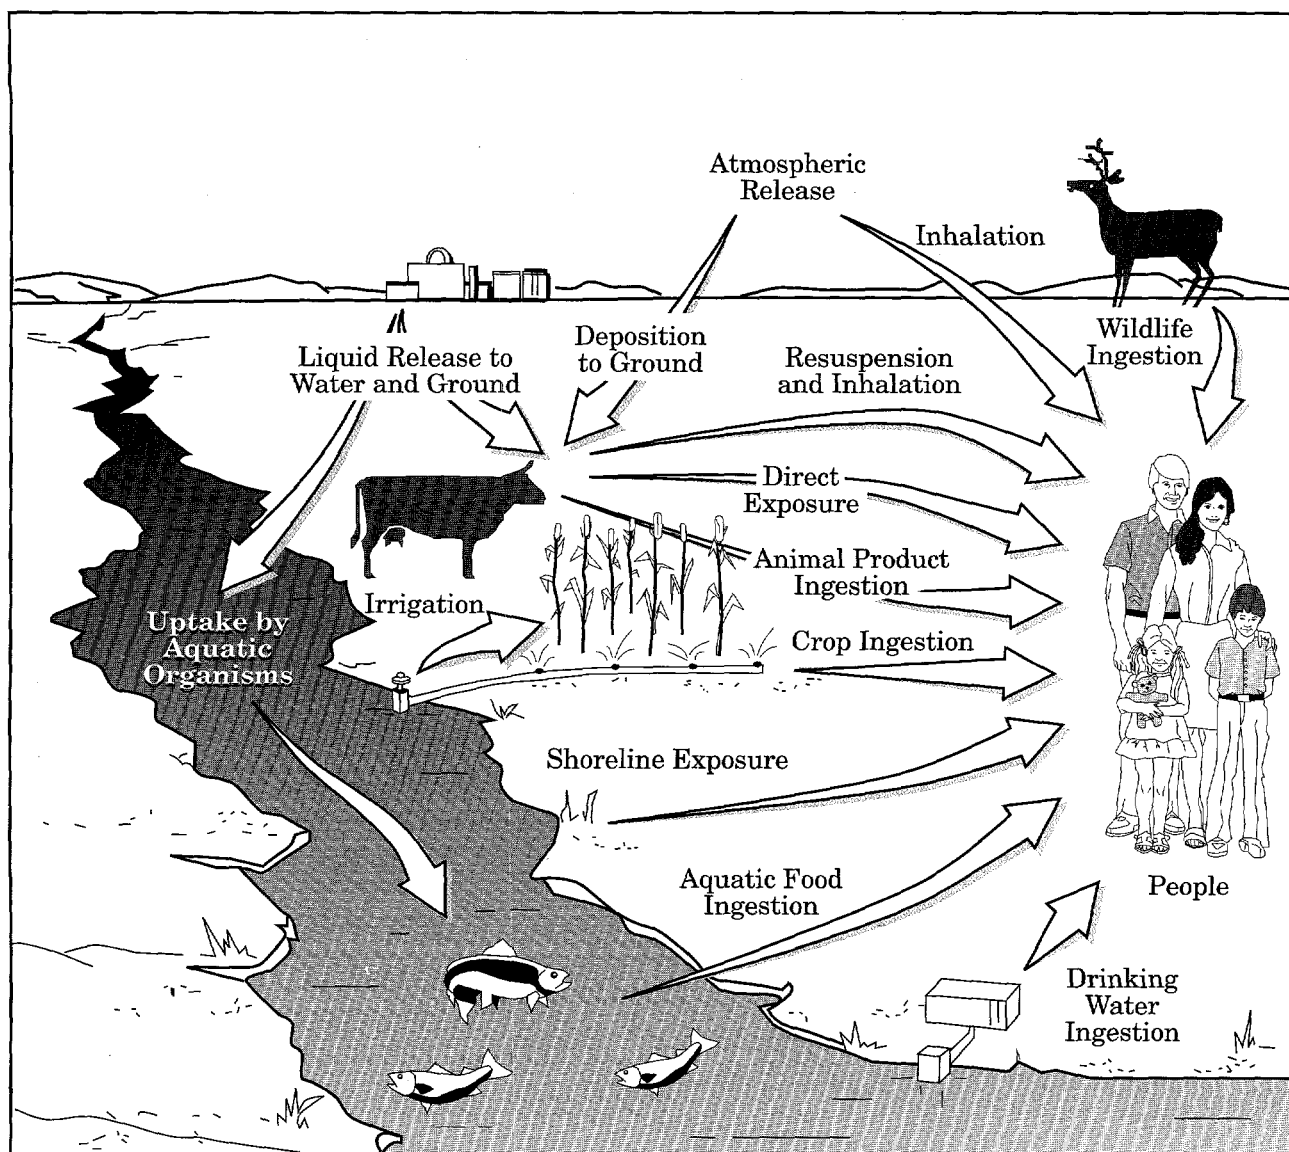 Atmospheric
Release
Inhalation
Wildlife
Ingestion
Deposition
to Ground
Liquid Release to
Water and Ground
Resuspension
and Inhalation
Direct
Exposure
Animal Product
Ingestion
Irrigation
Crop Ingestion
Uptake by
Aquatic
Organisms
Shoreline Exposure
Aquatic Food
Ingestion
People
Drinking
Water
Ingestion